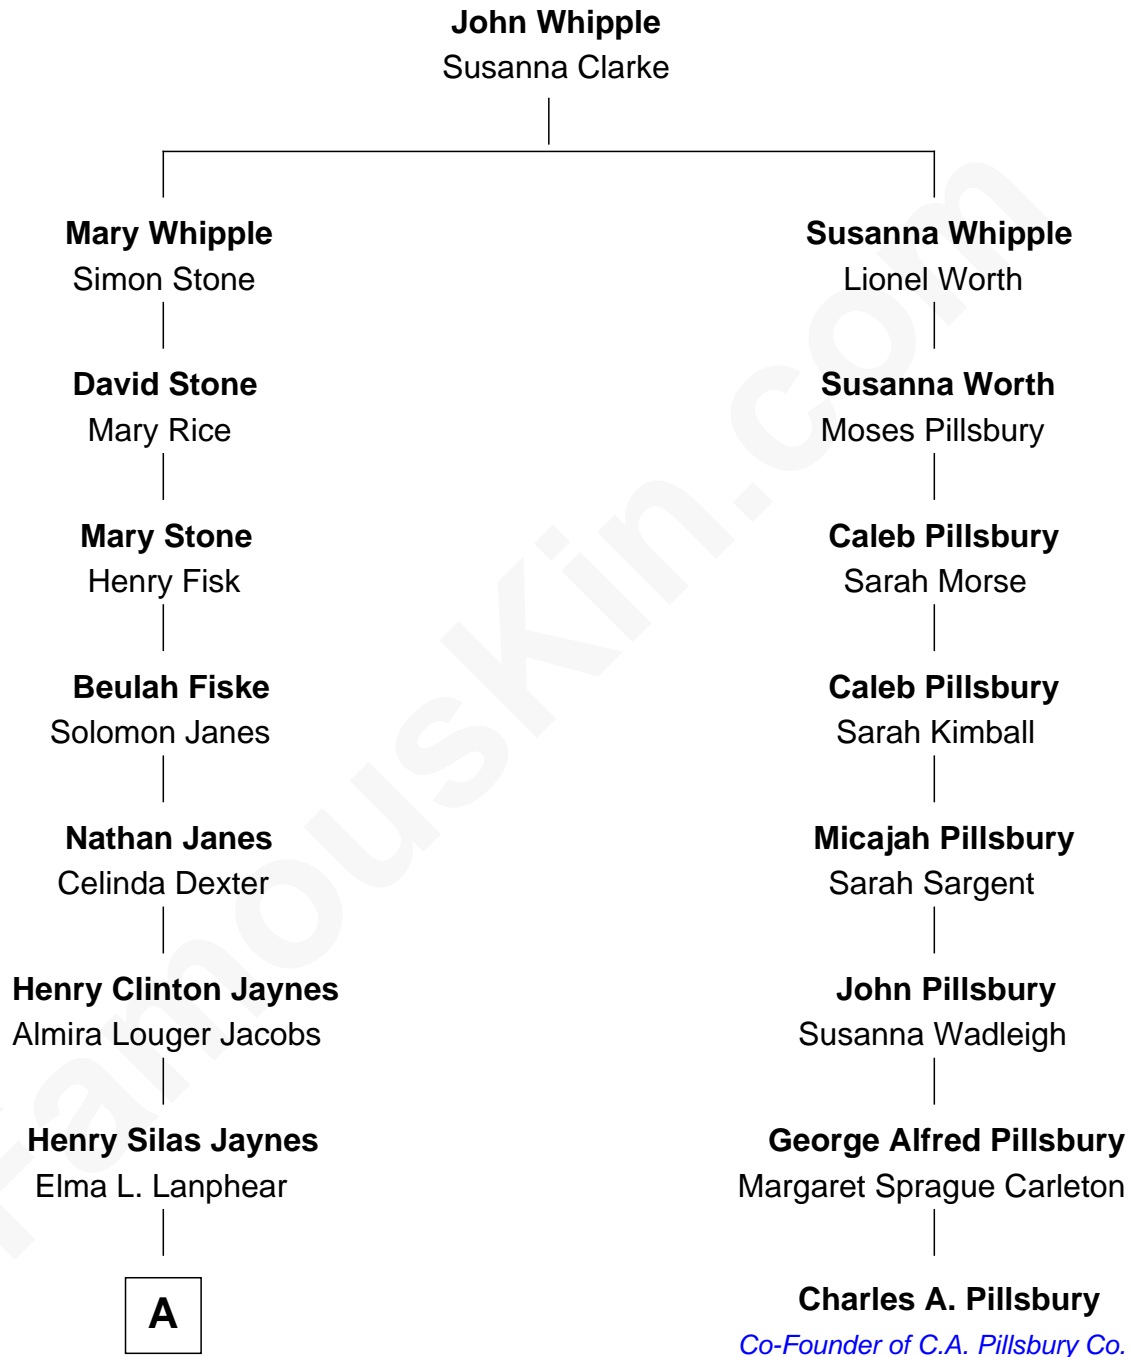 John Whipple
Susanna Clarke
Mary Whipple
Simon Stone
Susanna Whipple
Lionel Worth
David Stone
Mary Rice
Susanna Worth
Moses Pillsbury
Mary Stone
Henry Fisk
Caleb Pillsbury
Sarah Morse
Beulah Fiske
Solomon Janes
Caleb Pillsbury
Sarah Kimball
Nathan Janes
Celinda Dexter
Micajah Pillsbury
Sarah Sargent
Henry Clinton Jaynes
Almira Louger Jacobs
John Pillsbury
Susanna Wadleigh
Henry Silas Jaynes
Elma L. Lanphear
George Alfred Pillsbury
Margaret Sprague Carleton
A
Charles A. Pillsbury
Co-Founder of C.A. Pillsbury Co.
FamousKin.com